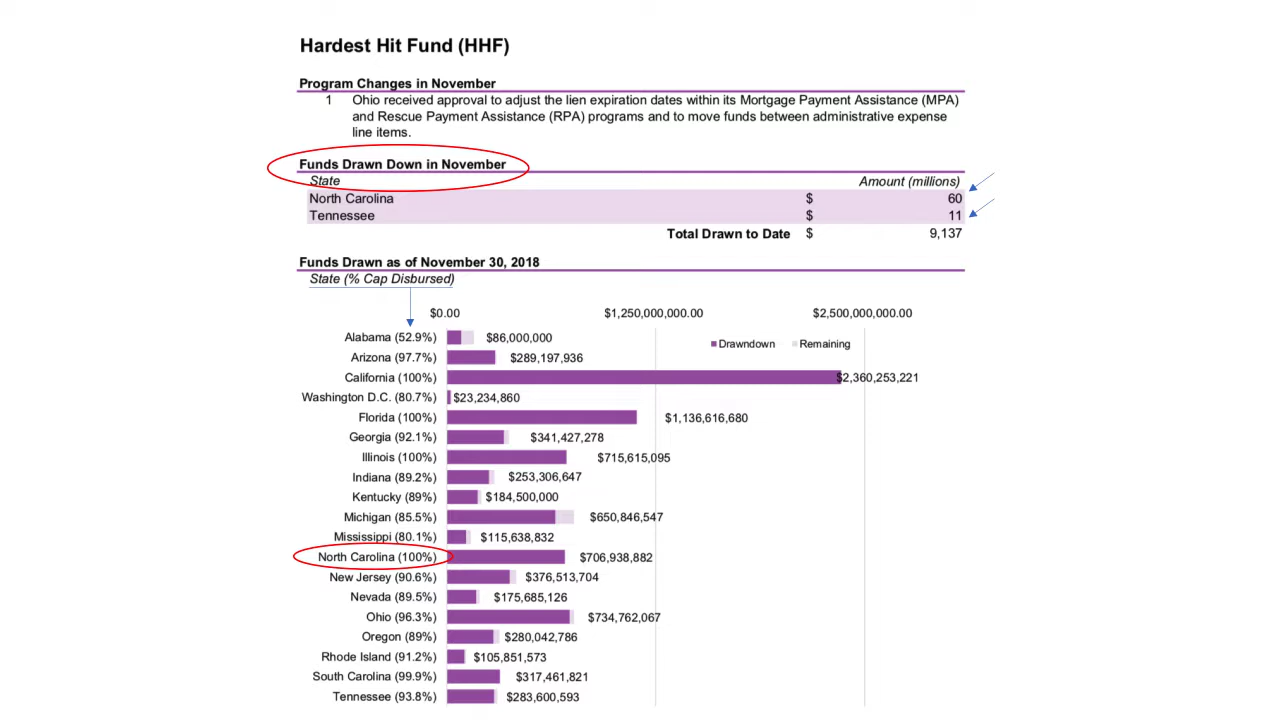 Hardest Hit Fund (HHF)
Program Changes in November
1 Ohio received approval to adjust the lien expiration dates within its Mortgage Payment Assistance (MPA)
and Rescue Payment Assistance (RPA) programs and to move funds between administrative expense
line items.
Funds Drawn Down in November
State Amount (millions)
North Carolina $ 60
Tennessee $ 11
Total Drawn to Date $ 9,137
Funds Drawn as of November 30, 2018
State (% Cap Disbursed)
$0.00 $1,250,000,000.00 $2,500,000,000.00
Alabama (52.9%) $86,000,000
Drawndown Remaining
Arizona (97.7%) $289,197,936
California (100%) $2,360,253,221
Washington D.C. (80.7%) $23,234,860
Florida (100%) $1,136,616,680
Georgia (92.1%) $341,427,278
Illinois (100%) $715,615,095
Indiana (89.2%) $253,306,647
Kentucky (89%) $184,500,000
Michigan (85.5%) $650,846,547
Mississippi (80.1%) $115,638,832
North Carolina (100%) $706,938,882
New Jersey (90.6%) $376,513,704
Nevada (89.5%) $175,685,126
Ohio (96.3%) $734,762,067
Oregon (89%) $280,042,786
Rhode Island (91.2%) $105,851,573
South Carolina (99.9%) $317,461,821
Tennessee (93.8%) $283,600,593